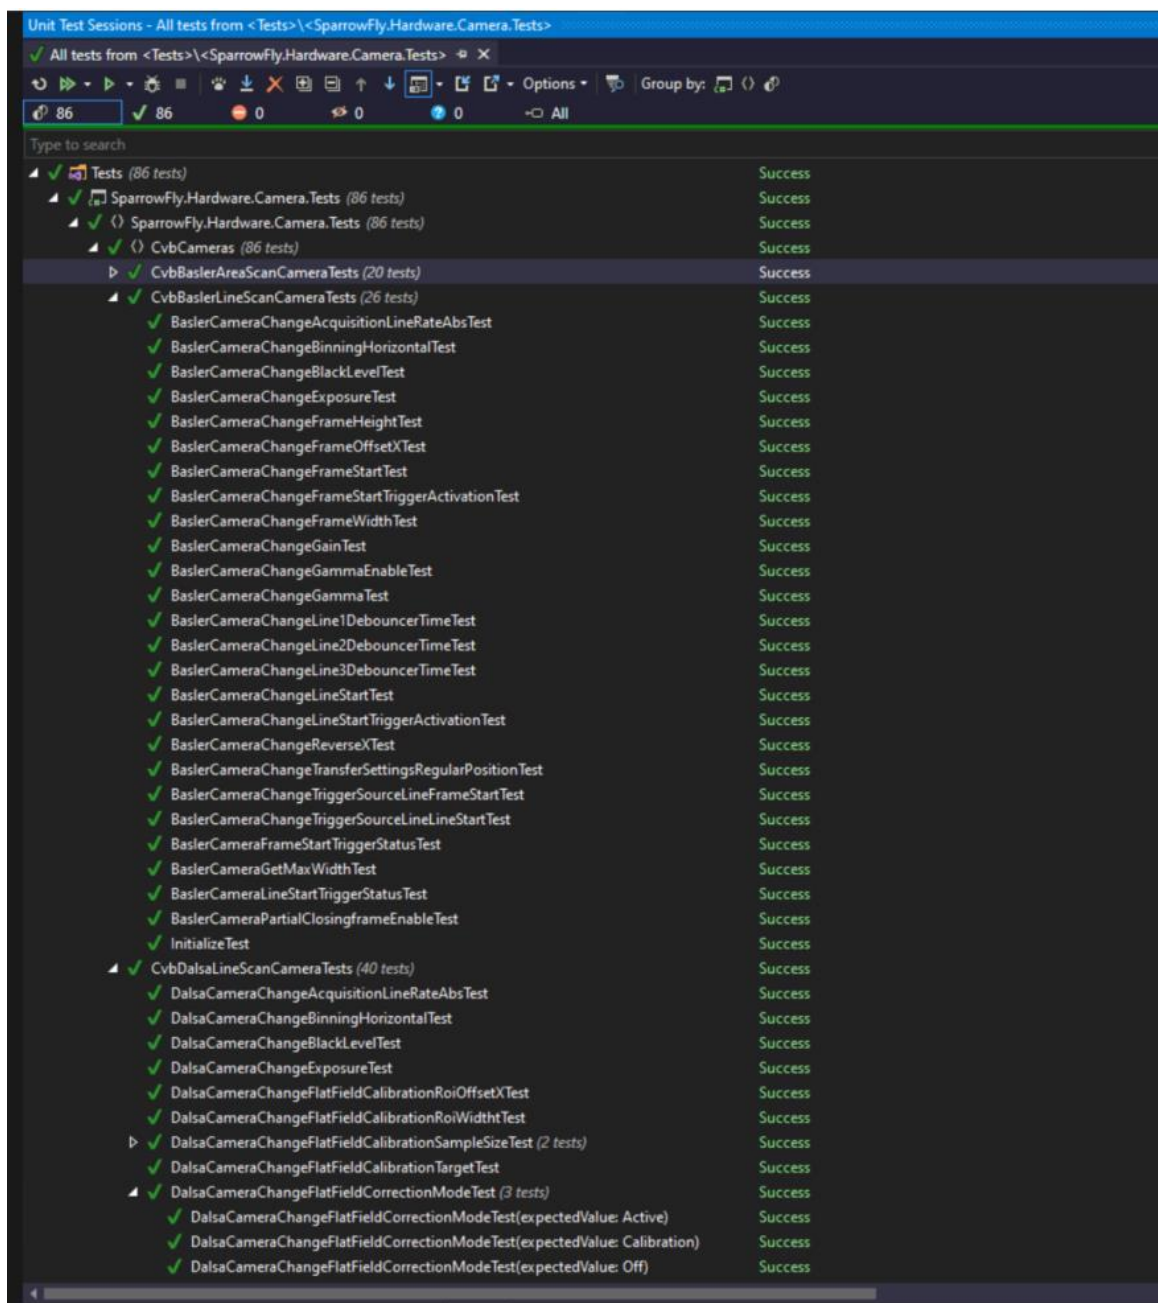 Unit Test Sessions - All tests from <Tests>\<SparrowFly.Hardware.Camera.Tests>
All tests from <Tests>\<SparrowFly.Hardware.Camera.Tests>
Options Group by:
86 86 0 0 0 All
Type to search
Tests (86 tests) Success
SparrowFly.Hardware.Camera.Tests (86 tests) Success
SparrowFly.Hardware.Camera.Tests (86 tests) Success
CvbCameras (86 tests) Success
CvbBaslerAreaScanCameraTests (20 tests) Success
CvbBaslerLineScanCameraTests (26 tests) Success
BaslerCameraChangeAcquisitionLineRateAbsTest Success
BaslerCameraChangeBinningHorizontalTest Success
BaslerCameraChangeBlackLevelTest Success
BaslerCameraChangeExposureTest Success
BaslerCameraChangeFrameHeightTest Success
BaslerCameraChangeFrameOffsetXTest Success
BaslerCameraChangeFrameStartTest Success
BaslerCameraChangeFrameStartTriggerActivationTest Success
BaslerCameraChangeFrameWidthTest Success
BaslerCameraChangeGainTest Success
BaslerCameraChangeGammaEnableTest Success
BaslerCameraChangeGammaTest Success
BaslerCameraChangeLine1DebouncerTimeTest Success
BaslerCameraChangeLine2DebouncerTimeTest Success
BaslerCameraChangeLine3DebouncerTimeTest Success
BaslerCameraChangeLineStartTest Success
BaslerCameraChangeLineStartTriggerActivationTest Success
BaslerCameraChangeReverseXTest Success
BaslerCameraChangeTransferSettingsRegularPositionTest Success
BaslerCameraChangeTriggerSourceLineFrameStartTest Success
BaslerCameraChangeTriggerSourceLineLineStartTest Success
BaslerCameraFrameStartTriggerStatusTest Success
BaslerCameraGetMaxWidthTest Success
BaslerCameraLineStartTriggerStatusTest Success
BaslerCameraPartialClosingframeEnableTest Success
InitializeTest Success
CvbDalsaLineScanCameraTests (40 tests) Success
DalsaCameraChangeAcquisitionLineRateAbsTest Success
DalsaCameraChangeBinningHorizontalTest Success
DalsaCameraChangeBlackLevelTest Success
DalsaCameraChangeExposureTest Success
DalsaCameraChangeFlatFieldCalibrationRoiOffsetXTest Success
DalsaCameraChangeFlatFieldCalibrationRoiWidthtTest Success
DalsaCameraChangeFlatFieldCalibrationSampleSizeTest (2 tests) Success
DalsaCameraChangeFlatFieldCalibrationTargetTest Success
DalsaCameraChangeFlatFieldCorrectionModeTest (3 tests) Success
DalsaCameraChangeFlatFieldCorrectionModeTest(expectedValue: Active) Success
DalsaCameraChangeFlatFieldCorrectionModeTest(expectedValue: Calibration) Success
DalsaCameraChangeFlatFieldCorrectionModeTest(expectedValue: Off) Success